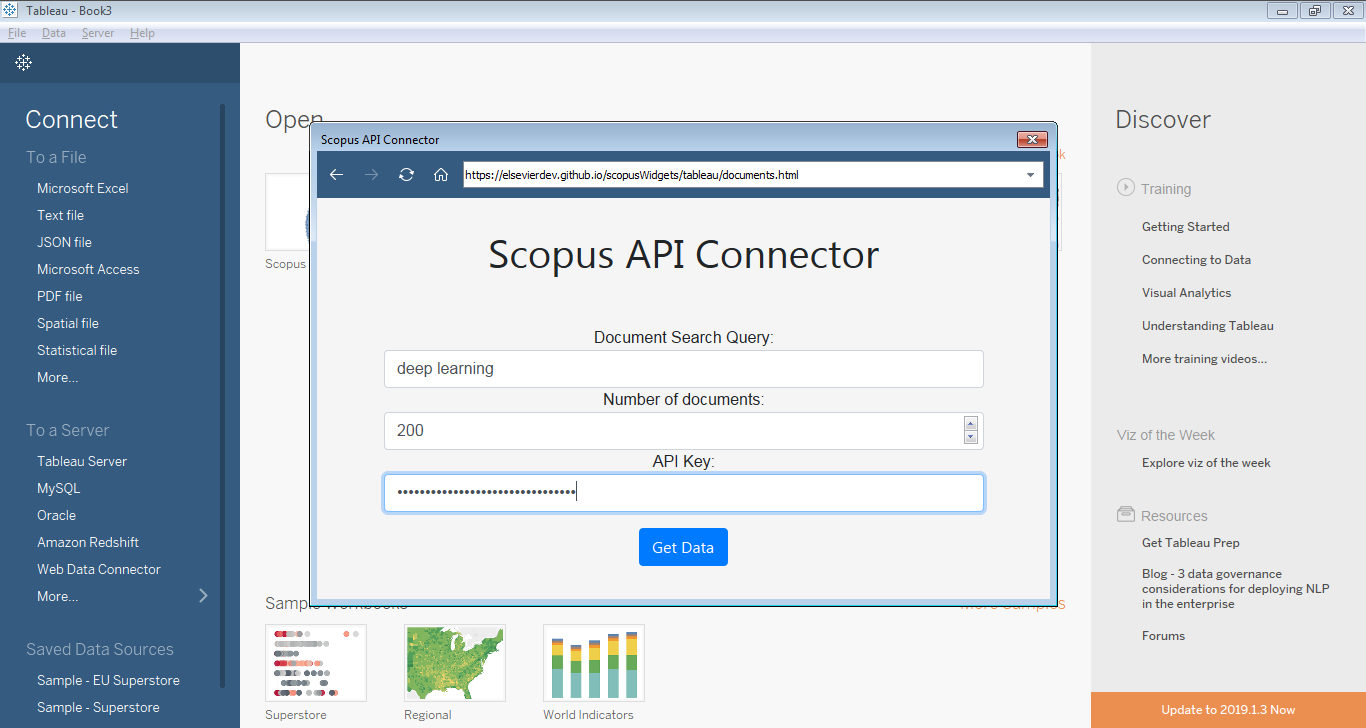 Tableau - Book3
File Data Server Help
Connect
To a File
Microsoft Excel
Text file
JSON file
Microsoft Access
PDF file
Spatial file
Statistical file
More...
To a Server
Tableau Server
MySQL
Oracle
Amazon Redshift
Web Data Connector
More...
Saved Data Sources
Sample - EU Superstore
Sample - Superstore
Open
Scopus
Scopus API Connector
https://elsevierdev.github.io/scopusWidgets/tableau/documents.html
Scopus API Connector
Document Search Query:
deep learning
Number of documents:
200
API Key:
••••••••••••••••••••••••••••••••
Get Data
Sample Workbooks
More Samples
Superstore
Regional
World Indicators
Discover
Training
Getting Started
Connecting to Data
Visual Analytics
Understanding Tableau
More training videos...
Viz of the Week
Explore viz of the week
Resources
Get Tableau Prep
Blog - 3 data governance
considerations for deploying NLP
in the enterprise
Forums
Update to 2019.1.3 Now